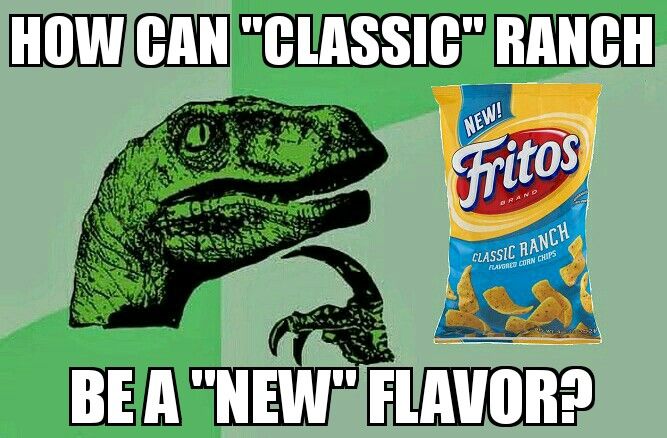 HOW CAN "CLASSIC" RANCH
NEW!
Fritos
BRAND
CLASSIC RANCH
FLAVORED CORN CHIPS
BE A "NEW" FLAVOR?